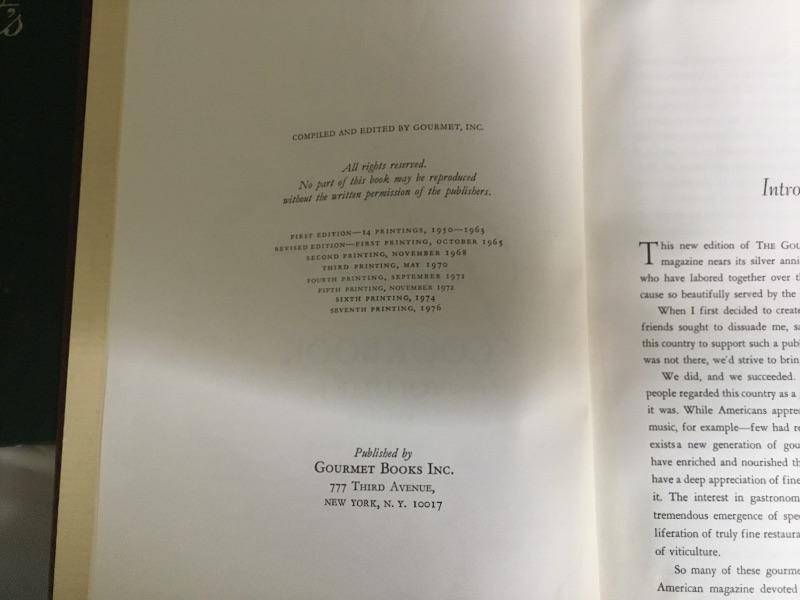 's
COMPILED AND EDITED BY GOURMET, INC.
All rights reserved.
No part of this book may be reproduced
without the written permission of the publishers.
FIRST EDITION—14 PRINTINGS, 1950–1965
REVISED EDITION—FIRST PRINTING, OCTOBER 1965
SECOND PRINTING, NOVEMBER 1968
THIRD PRINTING, MAY 1970
FOURTH PRINTING, SEPTEMBER 1971
FIFTH PRINTING, NOVEMBER 1972
SIXTH PRINTING, 1974
SEVENTH PRINTING, 1976
Published by
GOURMET BOOKS INC.
777 THIRD AVENUE,
NEW YORK, N. Y. 10017
Intro
This new edition of THE GOU
magazine nears its silver anni
who have labored together over th
cause so beautifully served by the
When I first decided to create
friends sought to dissuade me, sa
this country to support such a pub
was not there, we'd strive to brin
We did, and we succeeded.
people regarded this country as a
it was. While Americans appre
music, for example—few had re
exists a new generation of gou
have enriched and nourished th
have a deep appreciation of fine
it. The interest in gastronom
tremendous emergence of spe
liferation of truly fine restaura
of viticulture.
So many of these gourme
American magazine devoted